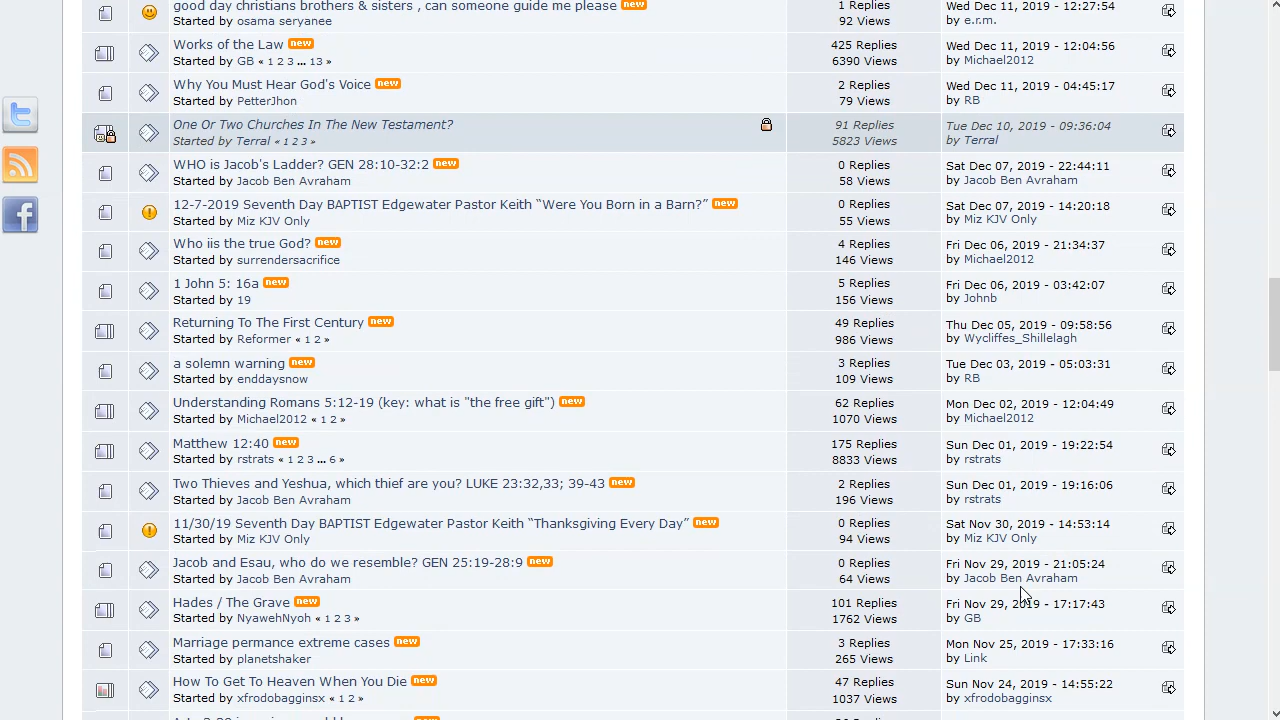 good day christians brothers & sisters , can someone guide me please new
Started by osama seryanee
1 Replies
92 Views
Wed Dec 11, 2019 - 12:27:54
by e.r.m.
Works of the Law new
Started by GB « 1 2 3 ... 13 »
425 Replies
6390 Views
Wed Dec 11, 2019 - 12:04:56
by Michael2012
Why You Must Hear God's Voice new
Started by PetterJhon
2 Replies
79 Views
Wed Dec 11, 2019 - 04:45:17
by RB
One Or Two Churches In The New Testament?
Started by Terral « 1 2 3 »
91 Replies
5823 Views
Tue Dec 10, 2019 - 09:36:04
by Terral
WHO is Jacob's Ladder? GEN 28:10-32:2 new
Started by Jacob Ben Avraham
0 Replies
58 Views
Sat Dec 07, 2019 - 22:44:11
by Jacob Ben Avraham
12-7-2019 Seventh Day BAPTIST Edgewater Pastor Keith “Were You Born in a Barn?” new
Started by Miz KJV Only
0 Replies
55 Views
Sat Dec 07, 2019 - 14:20:18
by Miz KJV Only
Who iis the true God? new
Started by surrendersacrifice
4 Replies
146 Views
Fri Dec 06, 2019 - 21:34:37
by Michael2012
1 John 5: 16a new
Started by 19
5 Replies
156 Views
Fri Dec 06, 2019 - 03:42:07
by Johnb
Returning To The First Century new
Started by Reformer « 1 2 »
49 Replies
986 Views
Thu Dec 05, 2019 - 09:58:56
by Wycliffes_Shillelagh
a solemn warning new
Started by enddaysnow
3 Replies
109 Views
Tue Dec 03, 2019 - 05:03:31
by RB
Understanding Romans 5:12-19 (key: what is "the free gift") new
Started by Michael2012 « 1 2 »
62 Replies
1070 Views
Mon Dec 02, 2019 - 12:04:49
by Michael2012
Matthew 12:40 new
Started by rstrats « 1 2 3 ... 6 »
175 Replies
8833 Views
Sun Dec 01, 2019 - 19:22:54
by rstrats
Two Thieves and Yeshua, which thief are you? LUKE 23:32,33; 39-43 new
Started by Jacob Ben Avraham
2 Replies
196 Views
Sun Dec 01, 2019 - 19:16:06
by rstrats
11/30/19 Seventh Day BAPTIST Edgewater Pastor Keith “Thanksgiving Every Day” new
Started by Miz KJV Only
0 Replies
94 Views
Sat Nov 30, 2019 - 14:53:14
by Miz KJV Only
Jacob and Esau, who do we resemble? GEN 25:19-28:9 new
Started by Jacob Ben Avraham
0 Replies
64 Views
Fri Nov 29, 2019 - 21:05:24
by Jacob Ben Avraham
Hades / The Grave new
Started by NyawehNyoh « 1 2 3 »
101 Replies
1762 Views
Fri Nov 29, 2019 - 17:17:43
by GB
Marriage permance extreme cases new
Started by planetshaker
3 Replies
265 Views
Mon Nov 25, 2019 - 17:33:16
by Link
How To Get To Heaven When You Die new
Started by xfrodobagginsx « 1 2 »
47 Replies
1037 Views
Sun Nov 24, 2019 - 14:55:22
by xfrodobagginsx